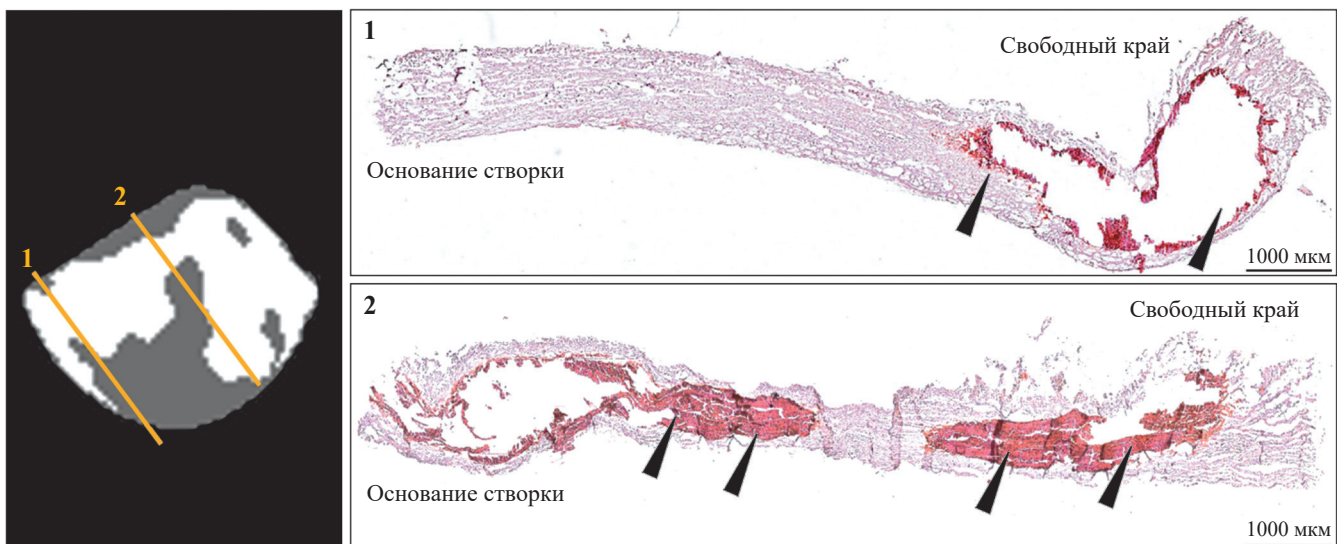 2
1
1
Свободный край
Основание створки
1000 мкм
2
Свободный край
Основание створки
1000 мкм